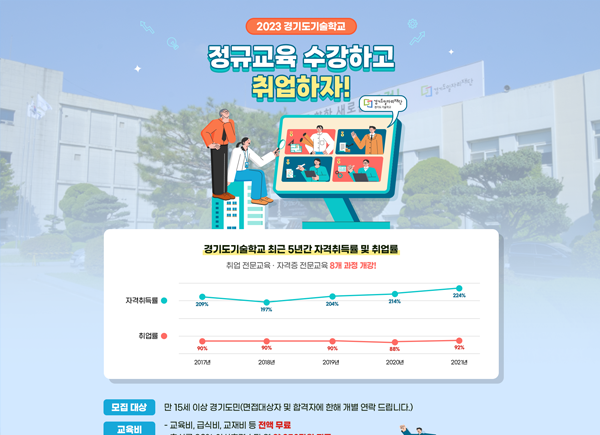 2023 경기도기술학교
정규교육 수강하고
취업하자!
경기도기술학교 최근 5년간 자격취득률 및 취업률
취업 전문교육 · 자격증 전문교육 8개 과정 개강!
자격취득률
209%
197%
204%
214%
224%
취업률
90%
90%
90%
88%
92%
2017년
2018년
2019년
2020년
2021년
모집 대상
만 15세 이상 경기도민(면접대상자 및 합격자에 한해 개별 연락 드립니다.)
교육비
- 교육비, 급식비, 교재비 등 전액 무료